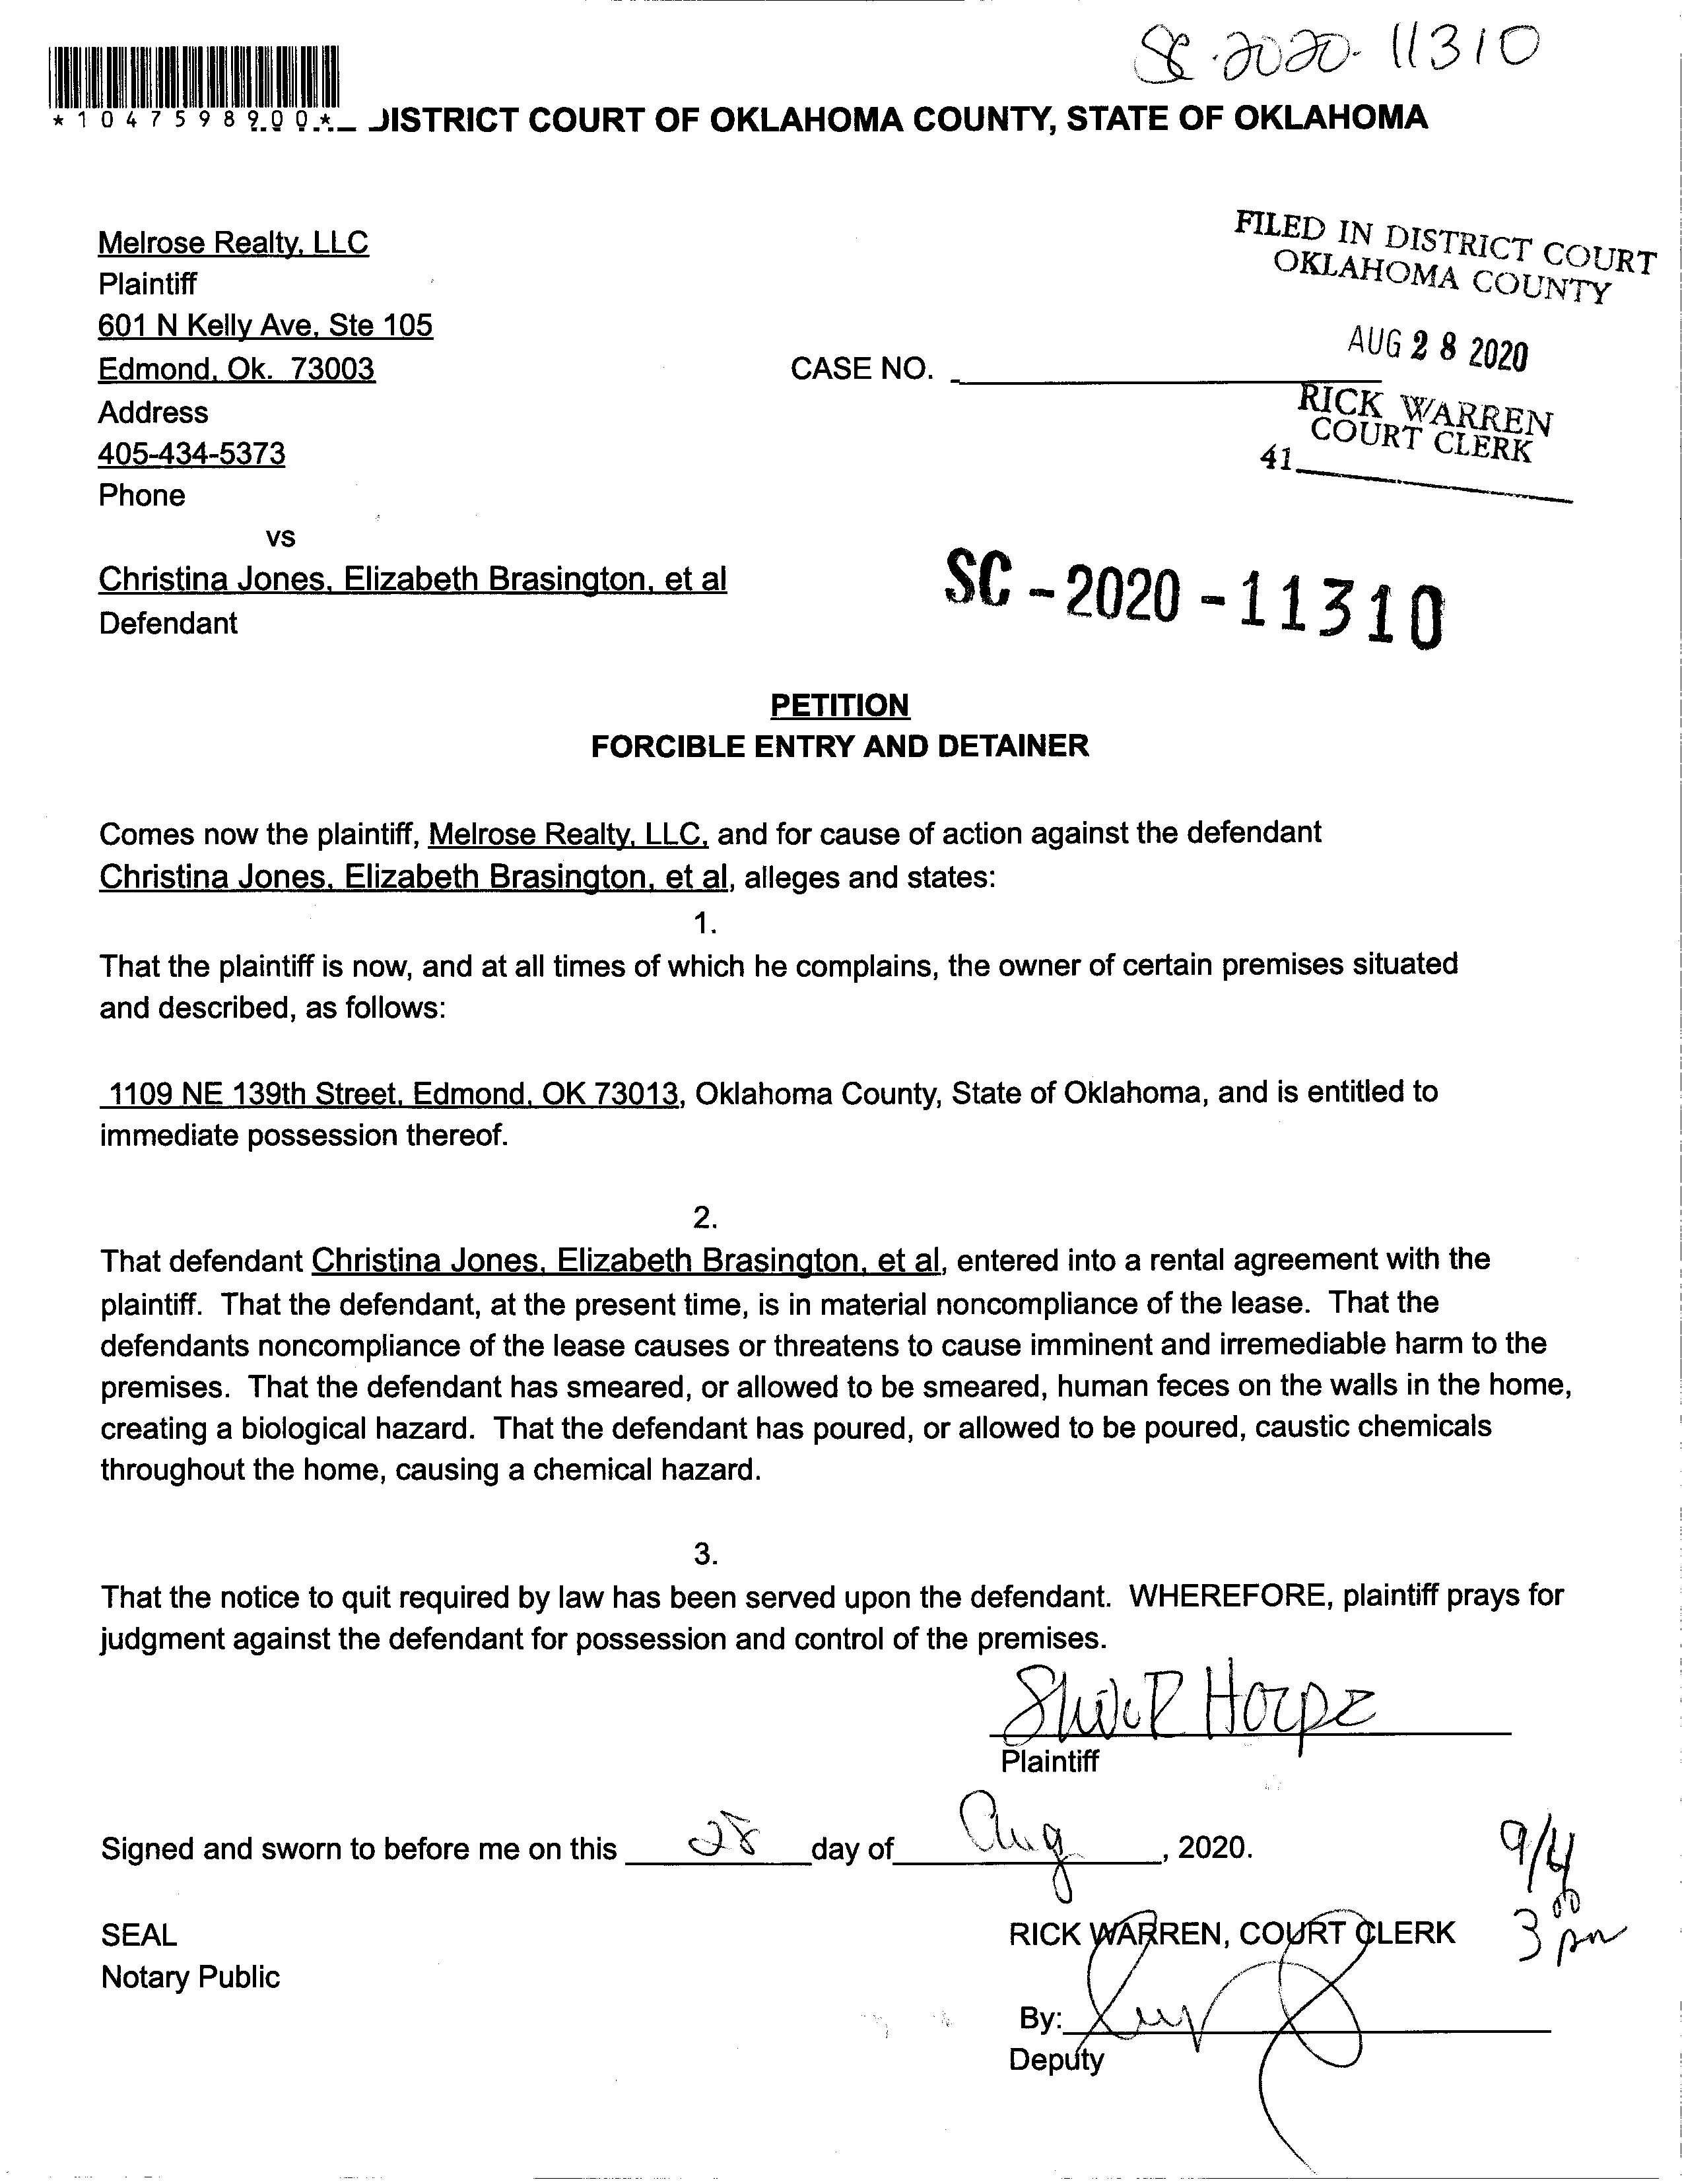 SC-2020-11310
*1047598900*
DISTRICT COURT OF OKLAHOMA COUNTY, STATE OF OKLAHOMA
Melrose Realty, LLC
Plaintiff
601 N Kelly Ave, Ste 105
Edmond, Ok. 73003
Address
405-434-5373
Phone
FILED IN DISTRICT COURT
OKLAHOMA COUNTY
AUG 28 2020
CASE NO.
RICK WARREN
COURT CLERK
41
vs
Christina Jones, Elizabeth Brasington, et al
Defendant
SC - 2020 - 11310
PETITION
FORCIBLE ENTRY AND DETAINER
Comes now the plaintiff, Melrose Realty, LLC, and for cause of action against the defendant
Christina Jones, Elizabeth Brasington, et al, alleges and states:
1.
That the plaintiff is now, and at all times of which he complains, the owner of certain premises situated
and described, as follows:
1109 NE 139th Street, Edmond, OK 73013, Oklahoma County, State of Oklahoma, and is entitled to
immediate possession thereof.
2.
That defendant Christina Jones, Elizabeth Brasington, et al, entered into a rental agreement with the
plaintiff. That the defendant, at the present time, is in material noncompliance of the lease. That the
defendants noncompliance of the lease causes or threatens to cause imminent and irremediable harm to the
premises. That the defendant has smeared, or allowed to be smeared, human feces on the walls in the home,
creating a biological hazard. That the defendant has poured, or allowed to be poured, caustic chemicals
throughout the home, causing a chemical hazard.
3.
That the notice to quit required by law has been served upon the defendant. WHEREFORE, plaintiff prays for
judgment against the defendant for possession and control of the premises.
Plaintiff
Signed and sworn to before me on this 28 day of Aug, 2020.
9/4
3 00 pm
SEAL
Notary Public
RICK WARREN, COURT CLERK
By:
Deputy